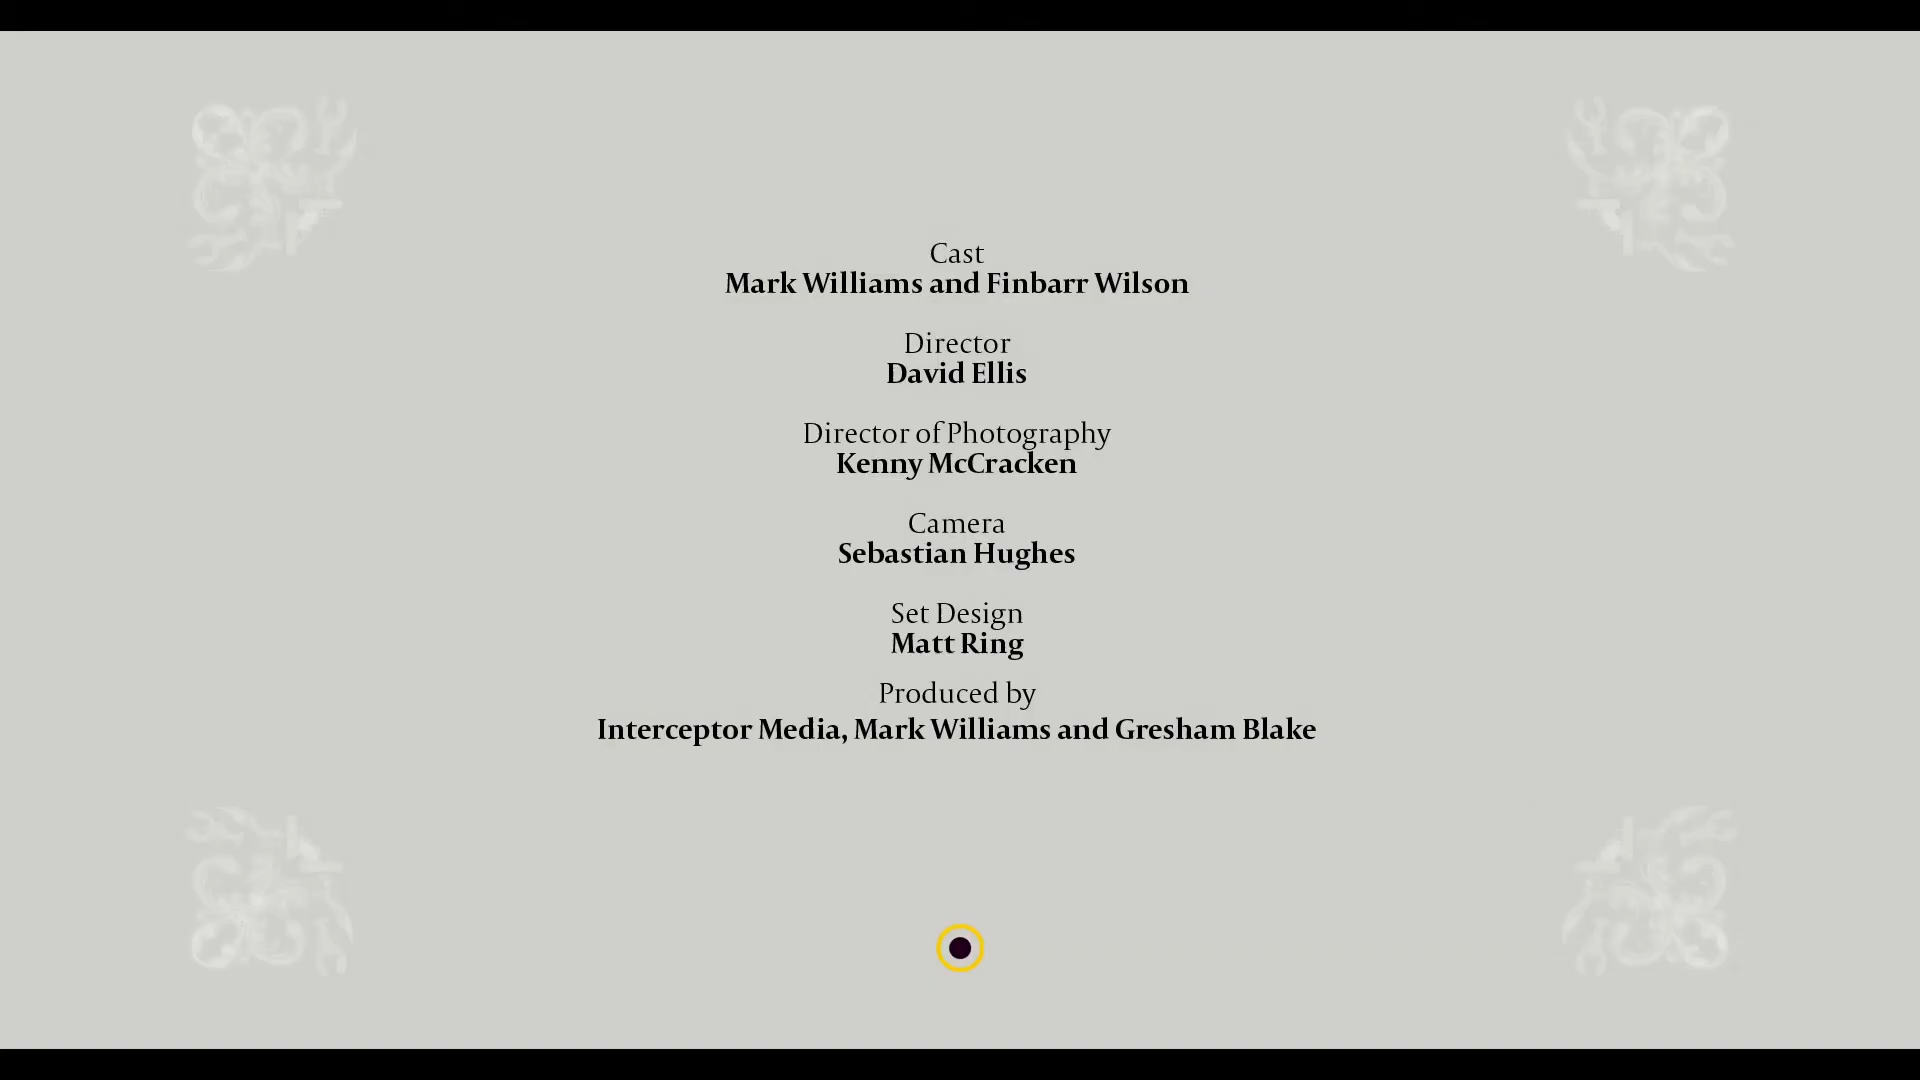 Cast
Mark Williams and Finbarr Wilson
Director
David Ellis
Director of Photography
Kenny McCracken
Camera
Sebastian Hughes
Set Design
Matt Ring
Produced by
Interceptor Media, Mark Williams and Gresham Blake